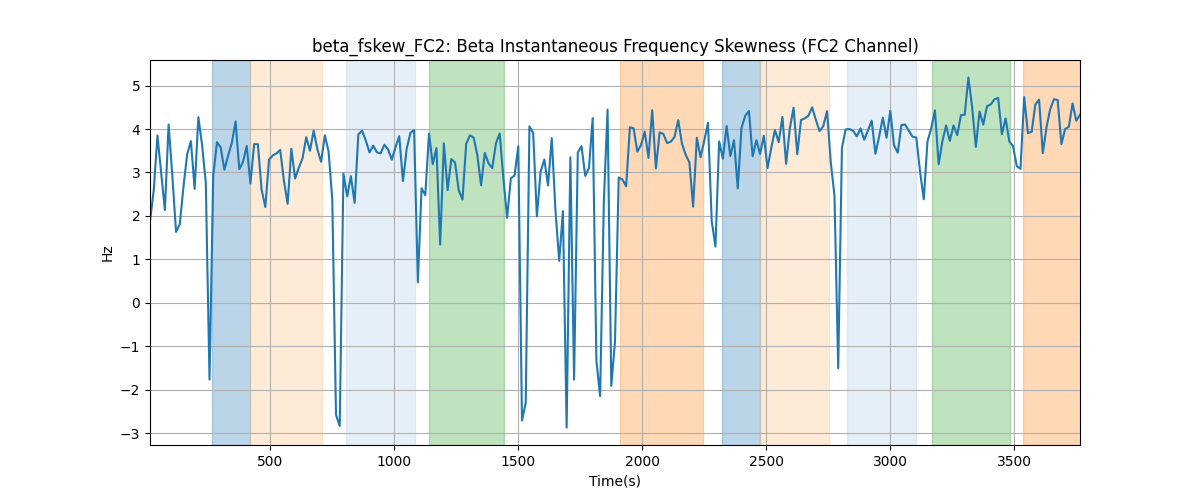 beta_fskew_FC2: Beta Instantaneous Frequency Skewness (FC2 Channel)
Hz
5
4
3
2
1
0
−1
−2
−3
500 1000 1500 2000 2500 3000 3500
Time(s)